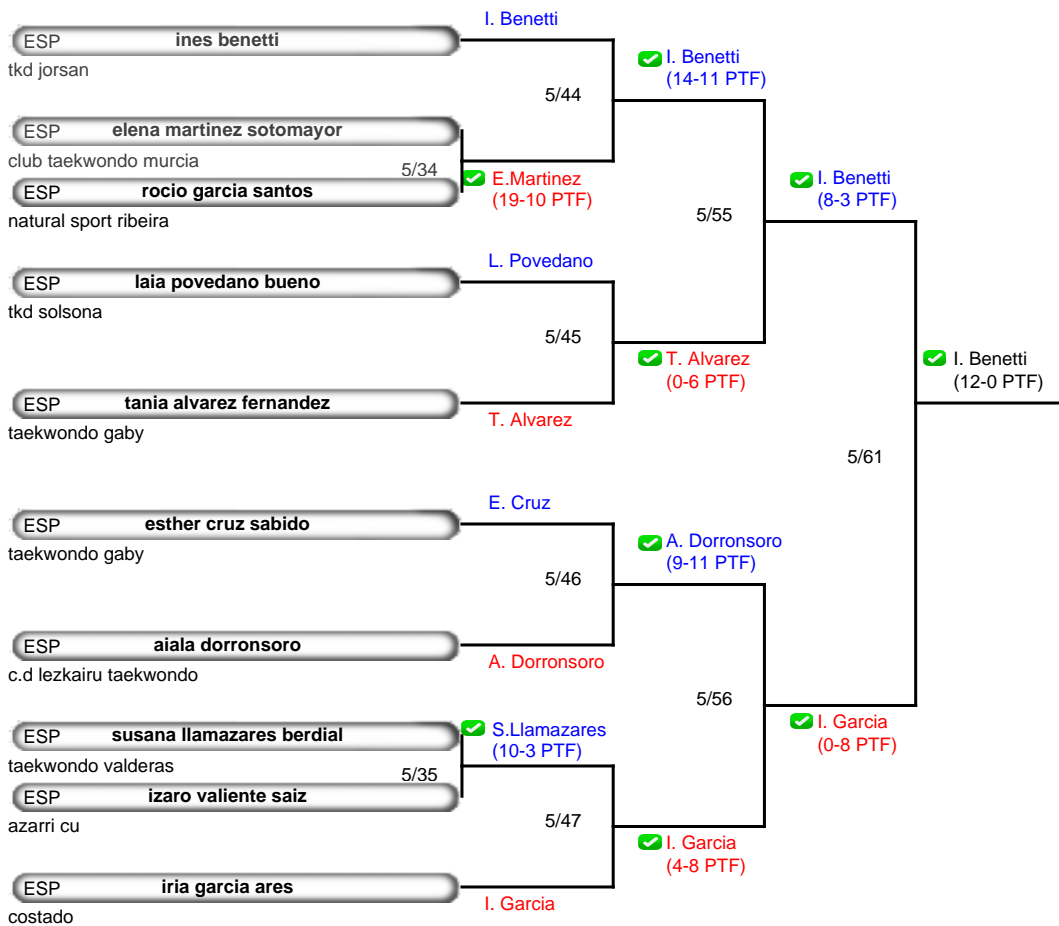 I. Benetti
ESP ines benetti
tkd jorsan
I. Benetti
(14-11 PTF)
5/44
ESP elena martinez sotomayor
club taekwondo murcia
5/34
E.Martinez
(19-10 PTF)
ESP rocio garcia santos
natural sport ribeira
I. Benetti
(8-3 PTF)
5/55
L. Povedano
ESP laia povedano bueno
tkd solsona
5/45
T. Alvarez
(0-6 PTF)
I. Benetti
(12-0 PTF)
ESP tania alvarez fernandez
taekwondo gaby
T. Alvarez
5/61
E. Cruz
ESP esther cruz sabido
taekwondo gaby
A. Dorronsoro
(9-11 PTF)
5/46
ESP aiala dorronsoro
c.d lezkairu taekwondo
A. Dorronsoro
5/56
I. Garcia
(0-8 PTF)
S.Llamazares
(10-3 PTF)
ESP susana llamazares berdial
taekwondo valderas
5/35
ESP izaro valiente saiz
azarri cu
5/47
I. Garcia
(4-8 PTF)
ESP iria garcia ares
costado
I. Garcia